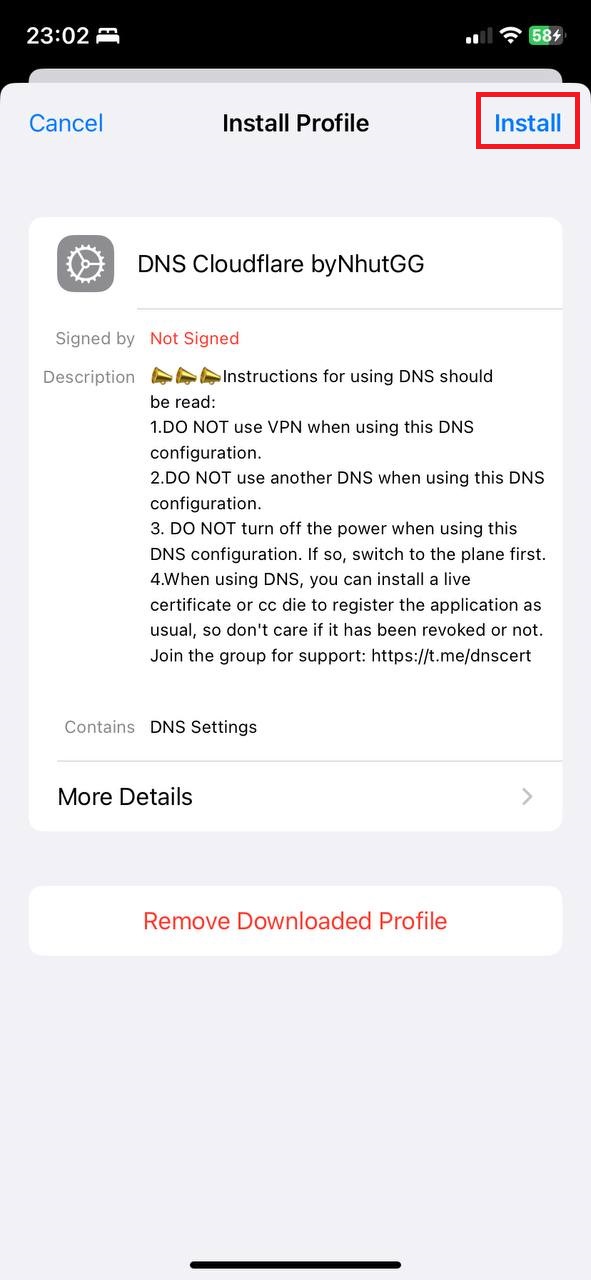 23:02
58
Cancel
Install Profile
Install
DNS Cloudflare byNhutGG
Signed by
Not Signed
Description
📣📣📣Instructions for using DNS should
be read:
1.DO NOT use VPN when using this DNS
configuration.
2.DO NOT use another DNS when using this DNS
configuration.
3. DO NOT turn off the power when using this
DNS configuration. If so, switch to the plane first.
4.When using DNS, you can install a live
certificate or cc die to register the application as
usual, so don't care if it has been revoked or not.
Join the group for support: https://t.me/dnscert
Contains
DNS Settings
More Details
Remove Downloaded Profile